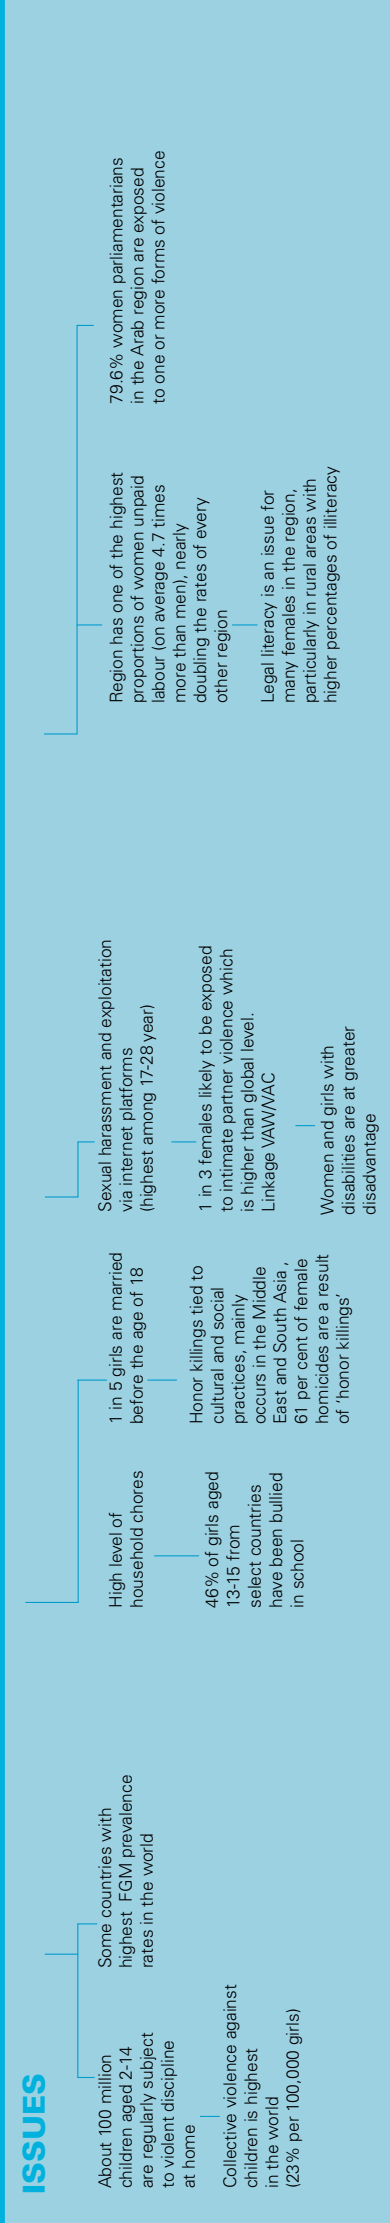 ISSUES
About 100 million
children aged 2-14
are regularly subject
to violent discipline
at home
Collective violence against
children is highest
in the world
(23% per 100,000 girls)
Some countries with
highest FGM prevalence
rates in the world
High level of
household chores
46% of girls aged
13-15 from
select countries
have been bullied
in school
1 in 5 girls are married
before the age of 18
Honor killings tied to
cultural and social
practices, mainly
occurs in the Middle
East and South Asia ,
61 per cent of female
homicides are a result
of ‘honor killings’
Sexual harassment and exploitation
via internet platforms
(highest among 17-28 year)
1 in 3 females likely to be exposed
to intimate partner violence which
is higher than global level.
Linkage VAW/VAC
Women and girls with
disabilities are at greater
disadvantage
Region has one of the highest
proportions of women unpaid
labour (on average 4.7 times
more than men), nearly
doubling the rates of every
other region
Legal literacy is an issue for
many females in the region,
particularly in rural areas with
higher percentages of illiteracy
79.6% women parliamentarians
in the Arab region are exposed
to one or more forms of violence